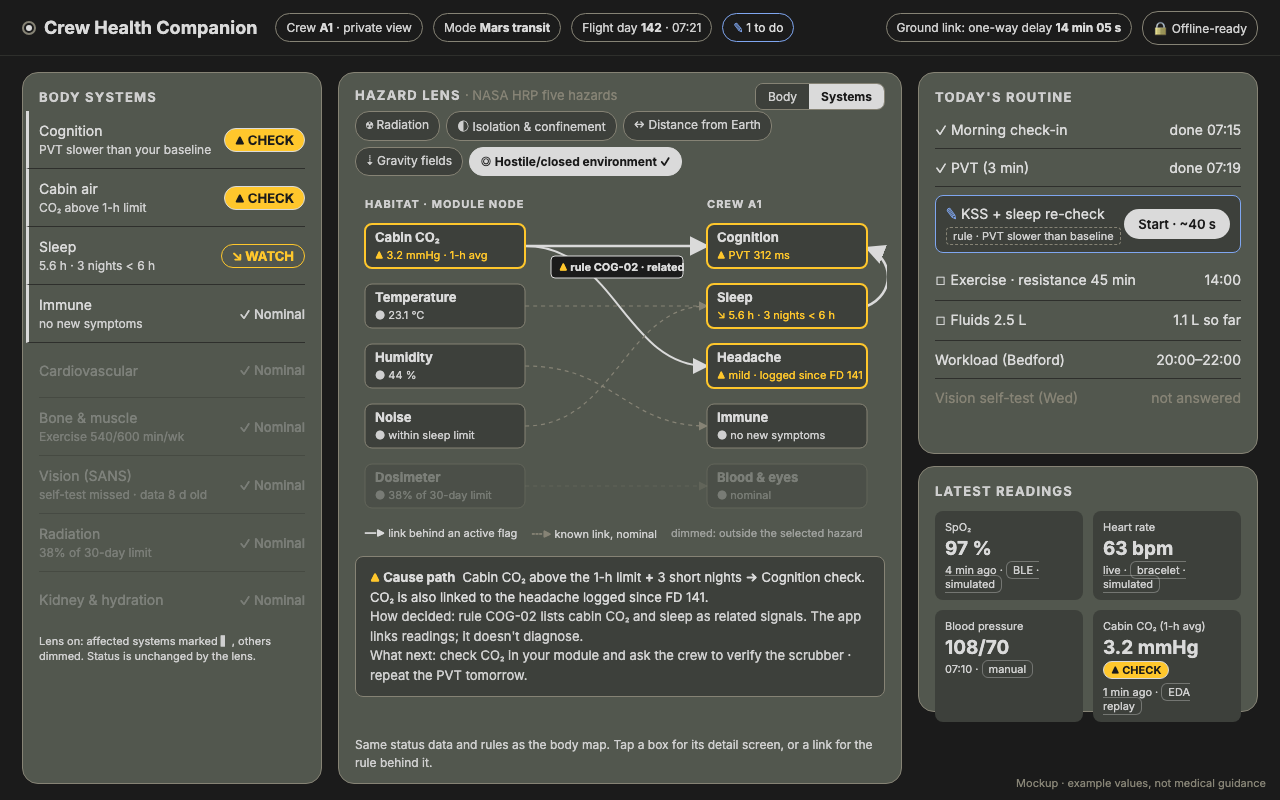 Crew Health Companion
Crew A1 · private view
Mode Mars transit
Flight day 142 · 07:21
✎ 1 to do
Ground link: one-way delay 14 min 05 s
🔒 Offline-ready
BODY SYSTEMS
Cognition
PVT slower than your baseline
▲ CHECK
Cabin air
CO₂ above 1-h limit
▲ CHECK
Sleep
5.6 h · 3 nights < 6 h
↘ WATCH
Immune
no new symptoms
✓ Nominal
Cardiovascular
✓ Nominal
Bone & muscle
Exercise 540/600 min/wk
✓ Nominal
Vision (SANS)
self-test missed · data 8 d old
✓ Nominal
Radiation
38% of 30-day limit
✓ Nominal
Kidney & hydration
✓ Nominal
Lens on: affected systems marked ▌, others
dimmed. Status is unchanged by the lens.
HAZARD LENS · NASA HRP five hazards
Body
Systems
☢ Radiation
◐ Isolation & confinement
↔ Distance from Earth
⇣ Gravity fields
◎ Hostile/closed environment ✓
HABITAT · MODULE NODE
CREW A1
Cabin CO₂
▲ 3.2 mmHg · 1-h avg
Cognition
▲ PVT 312 ms
▲ rule COG-02 · related
Temperature
● 23.1 °C
Sleep
↘ 5.6 h · 3 nights < 6 h
Humidity
● 44 %
Headache
▲ mild · logged since FD 141
Noise
● within sleep limit
Immune
● no new symptoms
Dosimeter
● 38% of 30-day limit
Blood & eyes
● nominal
link behind an active flag
known link, nominal
dimmed: outside the selected hazard
▲ Cause path Cabin CO₂ above the 1-h limit + 3 short nights → Cognition check.
CO₂ is also linked to the headache logged since FD 141.
How decided: rule COG-02 lists cabin CO₂ and sleep as related signals. The app
links readings; it doesn't diagnose.
What next: check CO₂ in your module and ask the crew to verify the scrubber ·
repeat the PVT tomorrow.
Same status data and rules as the body map. Tap a box for its detail screen, or a link for the
rule behind it.
TODAY'S ROUTINE
✓ Morning check-in
done 07:15
✓ PVT (3 min)
done 07:19
✎ KSS + sleep re-check
rule · PVT slower than baseline
Start · ~40 s
☐ Exercise · resistance 45 min
14:00
☐ Fluids 2.5 L
1.1 L so far
Workload (Bedford)
20:00–22:00
Vision self-test (Wed)
not answered
LATEST READINGS
SpO₂
97 %
4 min ago · BLE ·
simulated
Heart rate
63 bpm
live · bracelet ·
simulated
Blood pressure
108/70
07:10 · manual
Cabin CO₂ (1-h avg)
3.2 mmHg
▲ CHECK
1 min ago · EDA
replay
Mockup · example values, not medical guidance